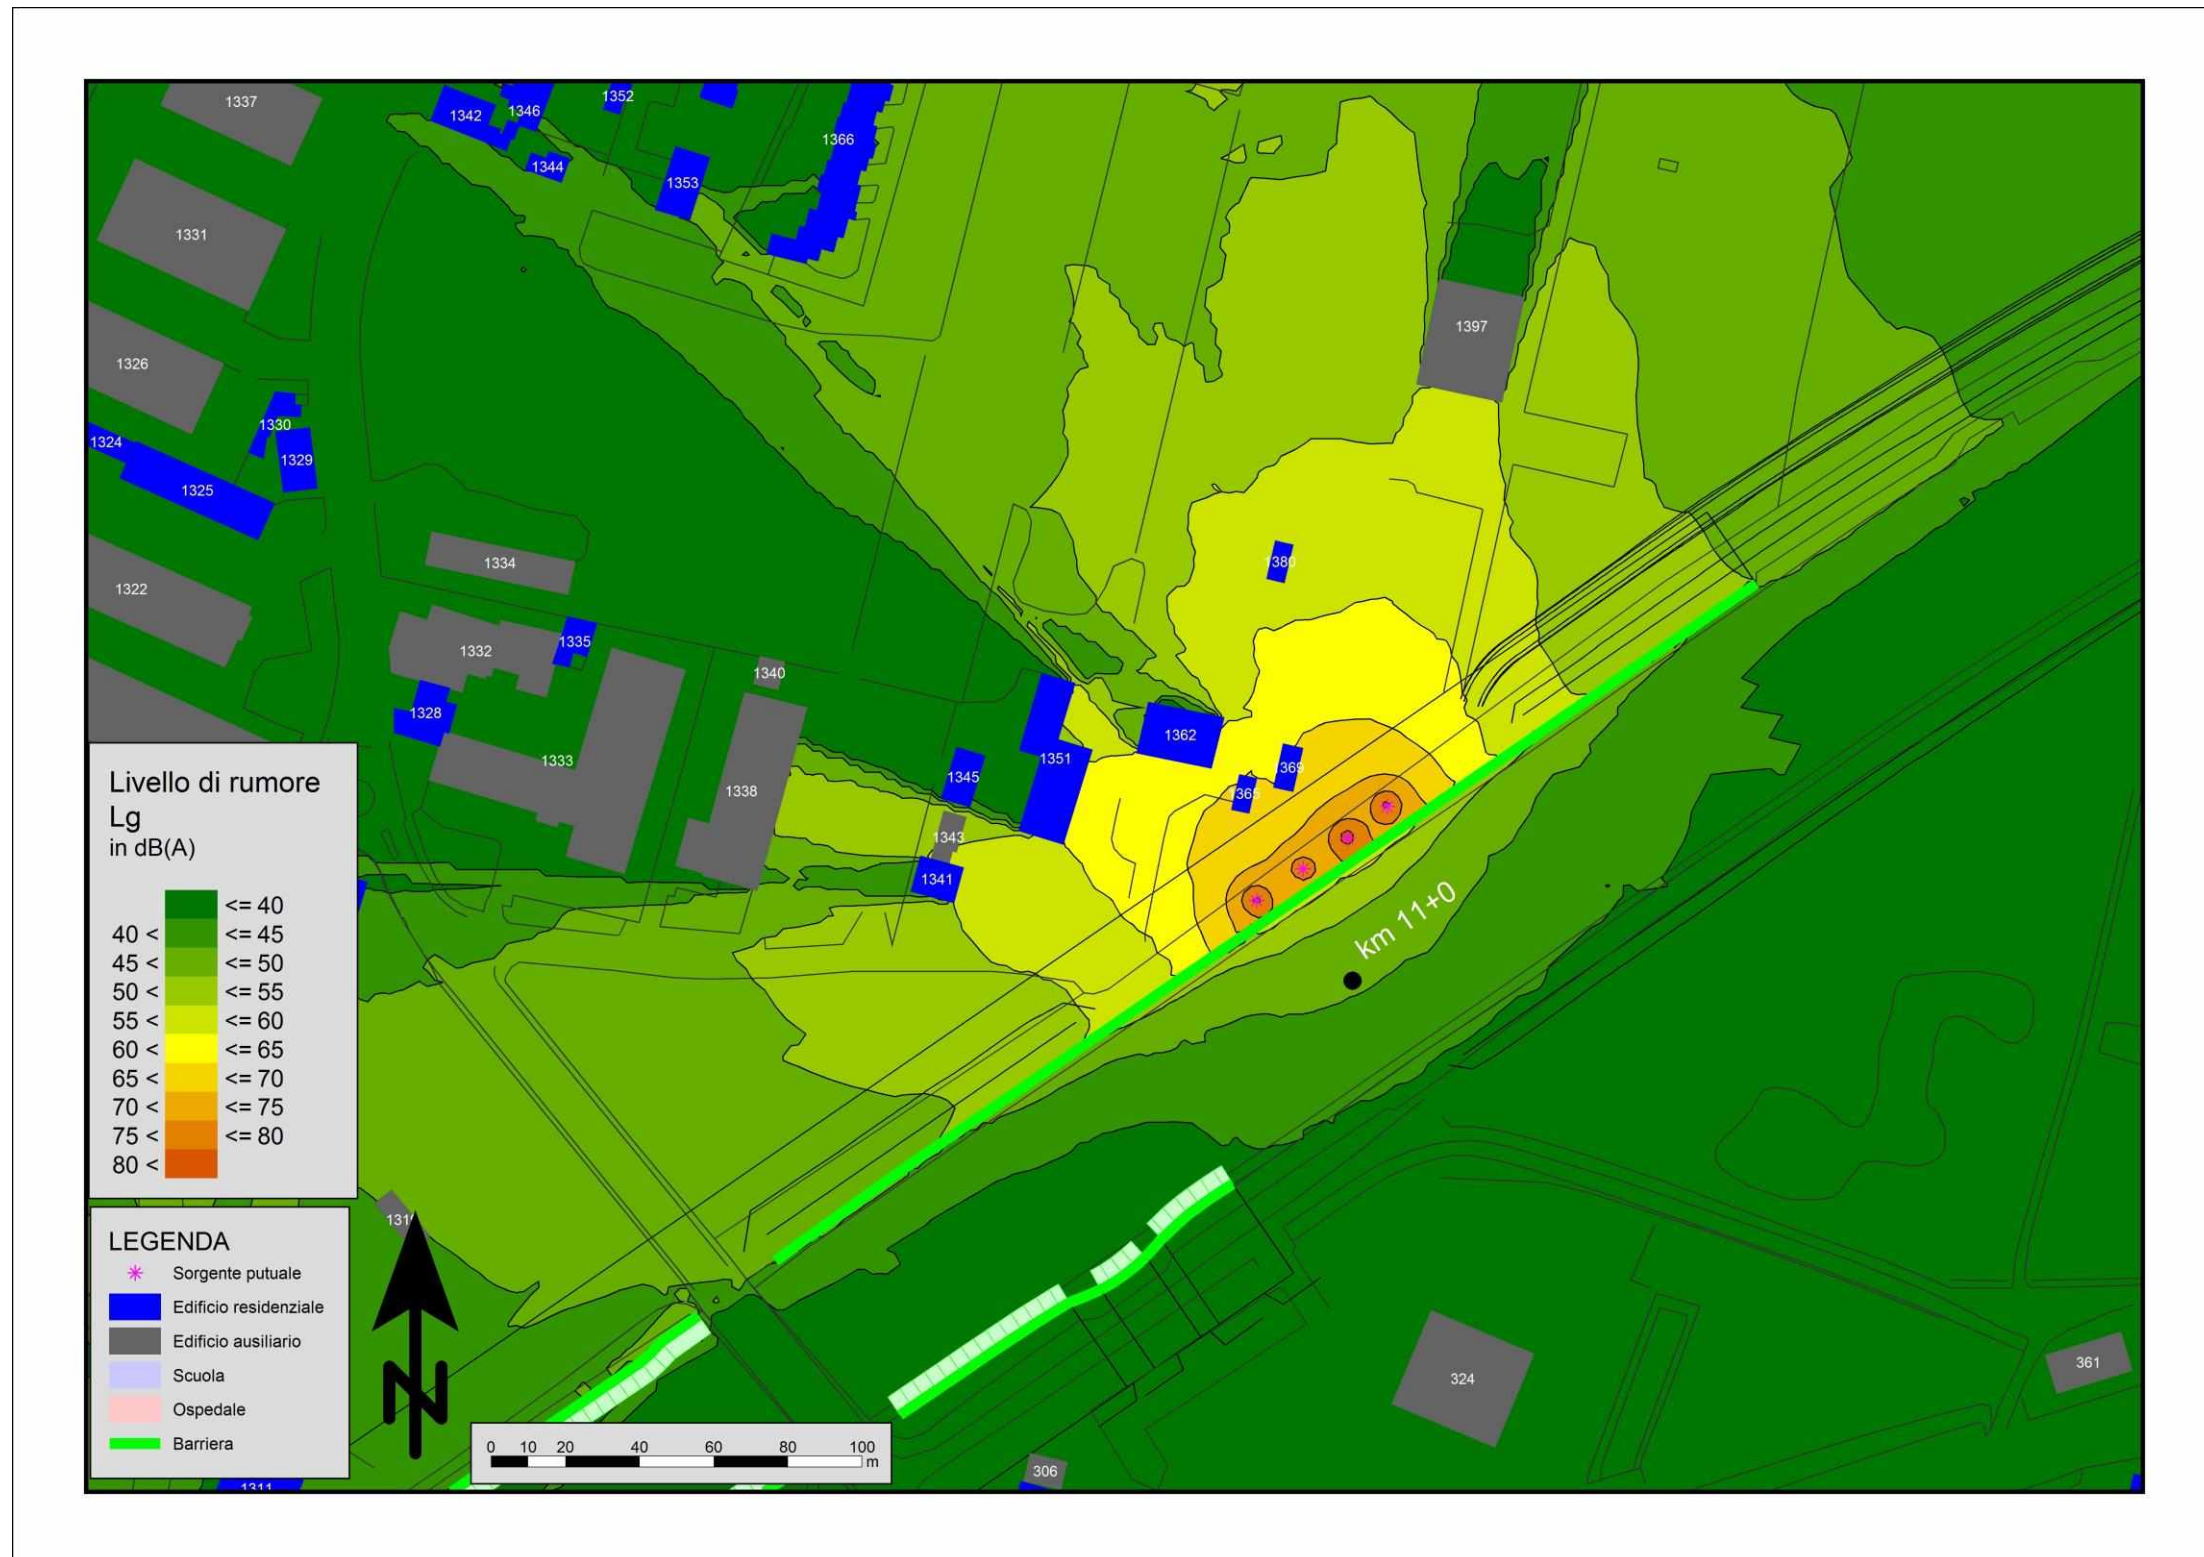 1337
1342
1346
1352
1366
1344
1353
1331
1397
1326
1330
1324
1329
1325
1334
1380
1322
1335
1332
1340
1328
1362
1333
1345
1351
369
365
1338
1343
1341
km 11+0
Livello di rumore
Lg
in dB(A)
<= 40
40 < <= 45
45 < <= 50
50 < <= 55
55 < <= 60
60 < <= 65
65 < <= 70
70 < <= 75
75 < <= 80
80 <
LEGENDA
Sorgente putuale
Edificio residenziale
Edificio ausiliario
Scuola
Ospedale
Barriera
N
0 10 20 40 60 80 100
m
324
361
306
1311